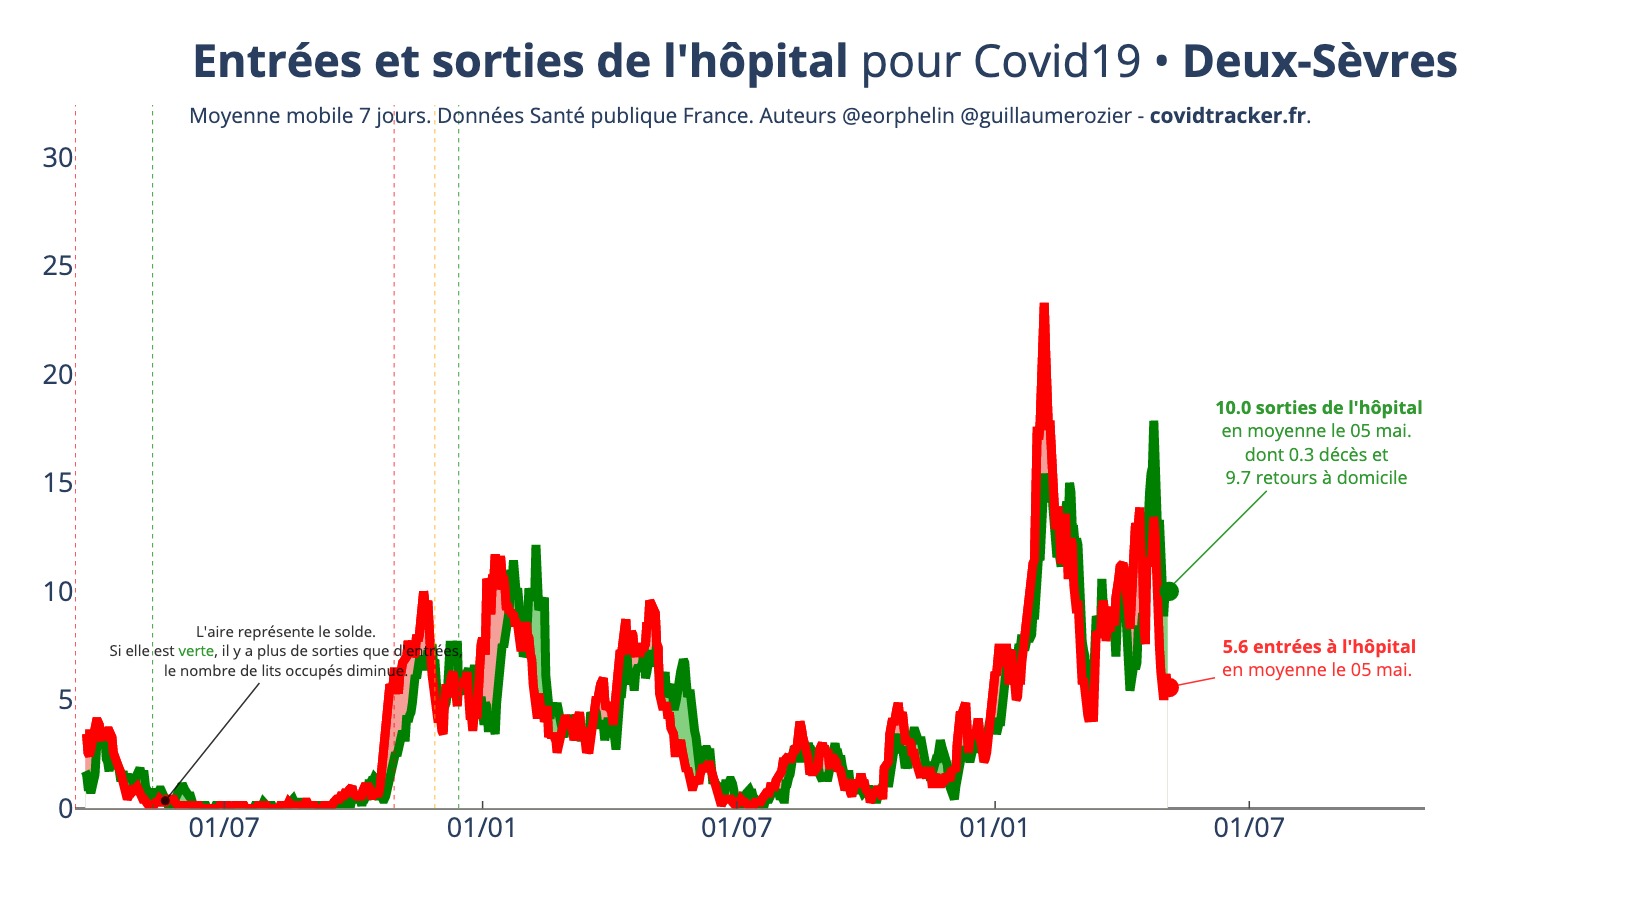 Entrées et sorties de l'hôpital pour Covid19 • Deux-Sèvres
Moyenne mobile 7 jours. Données Santé publique France. Auteurs @eorphelin @guillaumerozier - covidtracker.fr.
30
25
20
15
10
5
0
10.0 sorties de l'hôpital
en moyenne le 05 mai.
dont 0.3 décès et
9.7 retours à domicile
L'aire représente le solde.
Si elle est verte, il y a plus de sorties que d'entrées,
le nombre de lits occupés diminue.
5.6 entrées à l'hôpital
en moyenne le 05 mai.
01/07
01/01
01/07
01/01
01/07